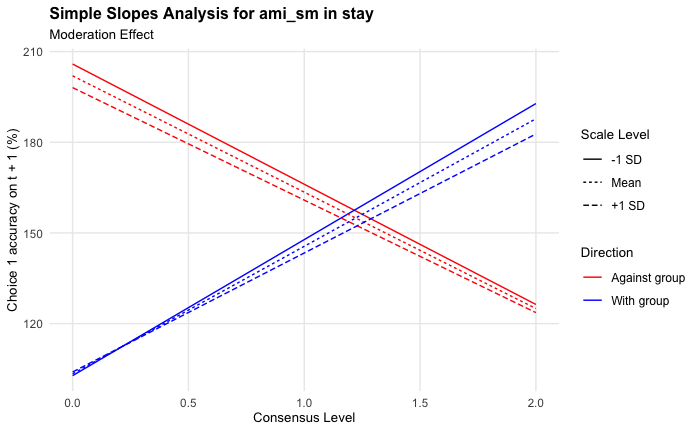 Simple Slopes Analysis for ami_sm in stay
Moderation Effect
Choice 1 accuracy on t + 1 (%)
210
180
150
120
0.0
0.5
1.0
1.5
2.0
Consensus Level
Scale Level
-1 SD
Mean
+1 SD
Direction
Against group
With group